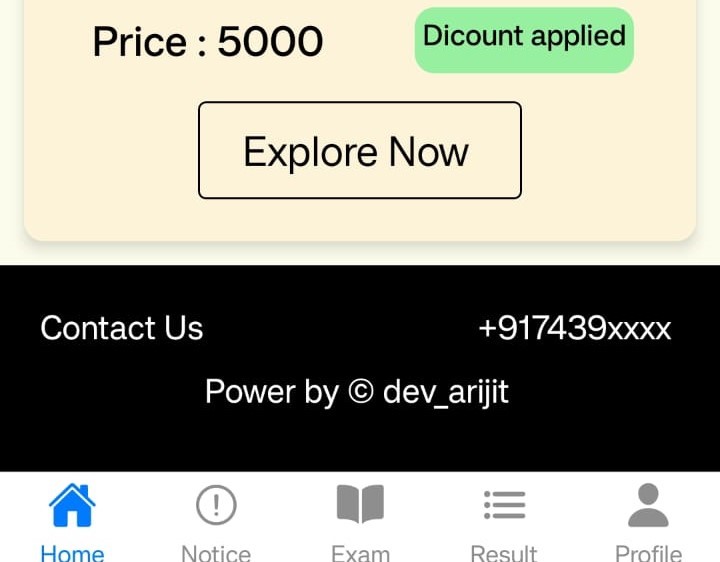 Price : 5000
Dicount applied
Explore Now
Contact Us
+917439xxxx
Power by © dev_arijit
Home
Notice
Exam
Result
Profile